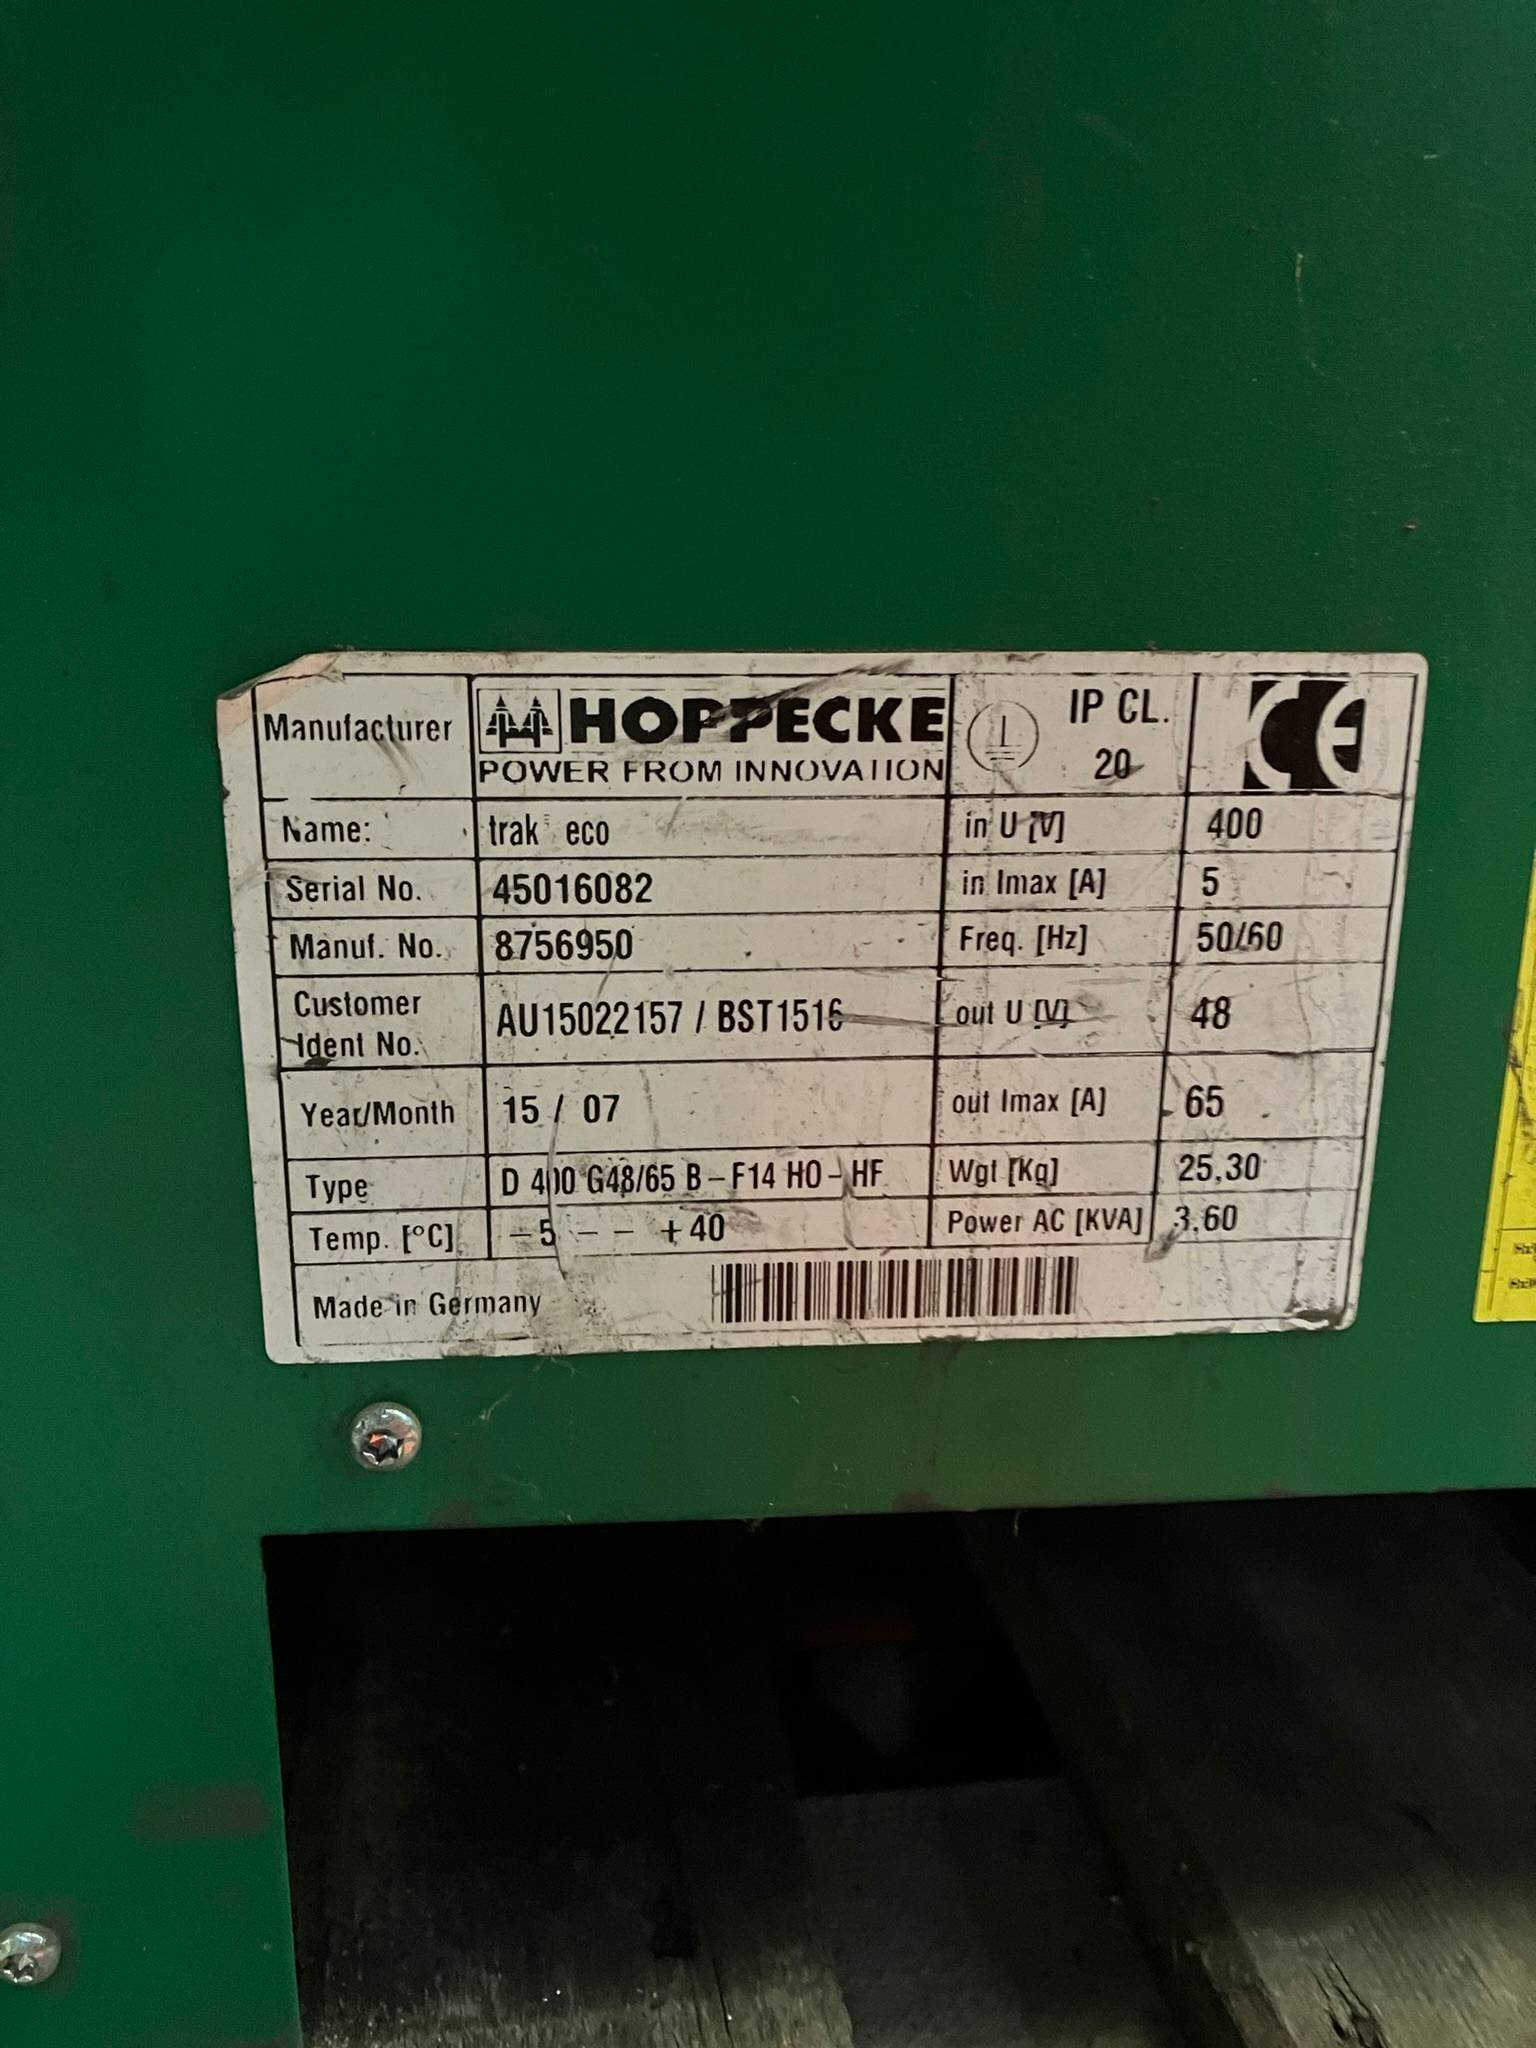 Manufacturer HOPPECKE IP CL. CE
POWER FROM INNOVATION 20
Name: trak eco in U [V] 400
Serial No. 45016082 in Imax [A] 5
Manuf. No. 8756950 Freq. [Hz] 50/60
Customer
Ident No. AU15022157 / BST1516 out U [V] 48
Year/Month 15 / 07 out Imax [A] 65
Type D 400 G48/65 B – F14 HO – HF Wgt [Kg] 25,30
Temp. [°C] – 5 – – + 40 Power AC [KVA] 3.60
Made in Germany